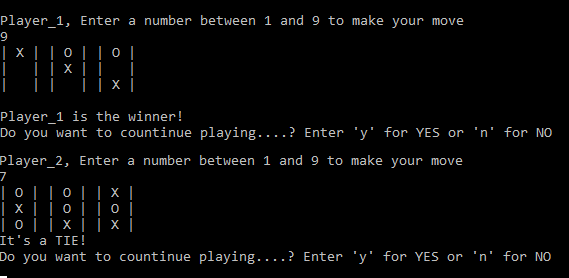 Player_1, Enter a number between 1 and 9 to make your move
9
| X | | O | | O |
|   | | X | |   |
|   | |   | | X |
Player_1 is the winner!
Do you want to countinue playing....? Enter 'y' for YES or 'n' for NO
Player_2, Enter a number between 1 and 9 to make your move
7
| O | | O | | X |
| X | | O | | O |
| O | | X | | X |
It's a TIE!
Do you want to countinue playing....? Enter 'y' for YES or 'n' for NO